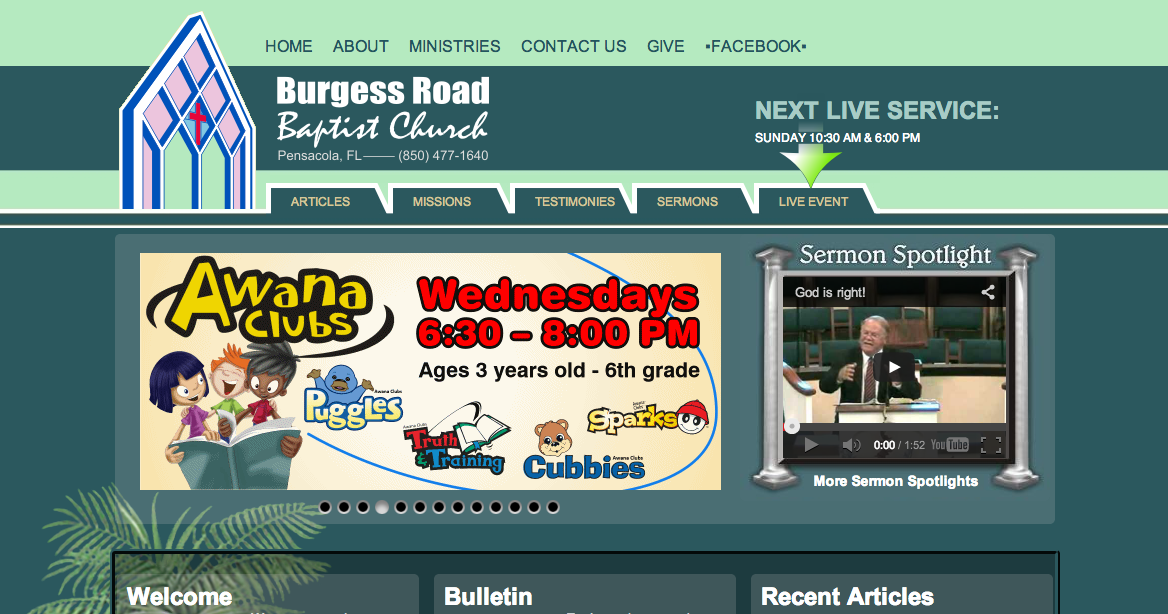 HOME ABOUT MINISTRIES CONTACT US GIVE •FACEBOOK•
Burgess Road
Baptist Church
Pensacola, FL —— (850) 477-1640
NEXT LIVE SERVICE:
SUNDAY 10:30 AM & 6:00 PM
ARTICLES MISSIONS TESTIMONIES SERMONS LIVE EVENT
Awana
Clubs
Wednesdays
6:30 – 8:00 PM
Ages 3 years old - 6th grade
Awana Clubs
Puggles
Awana Clubs
Truth
& Training
Awana Clubs
Cubbies
Awana Clubs
Sparks
Sermon Spotlight
God is right!
0:00 / 1:52 YouTube
More Sermon Spotlights
Welcome
Bulletin
Recent Articles